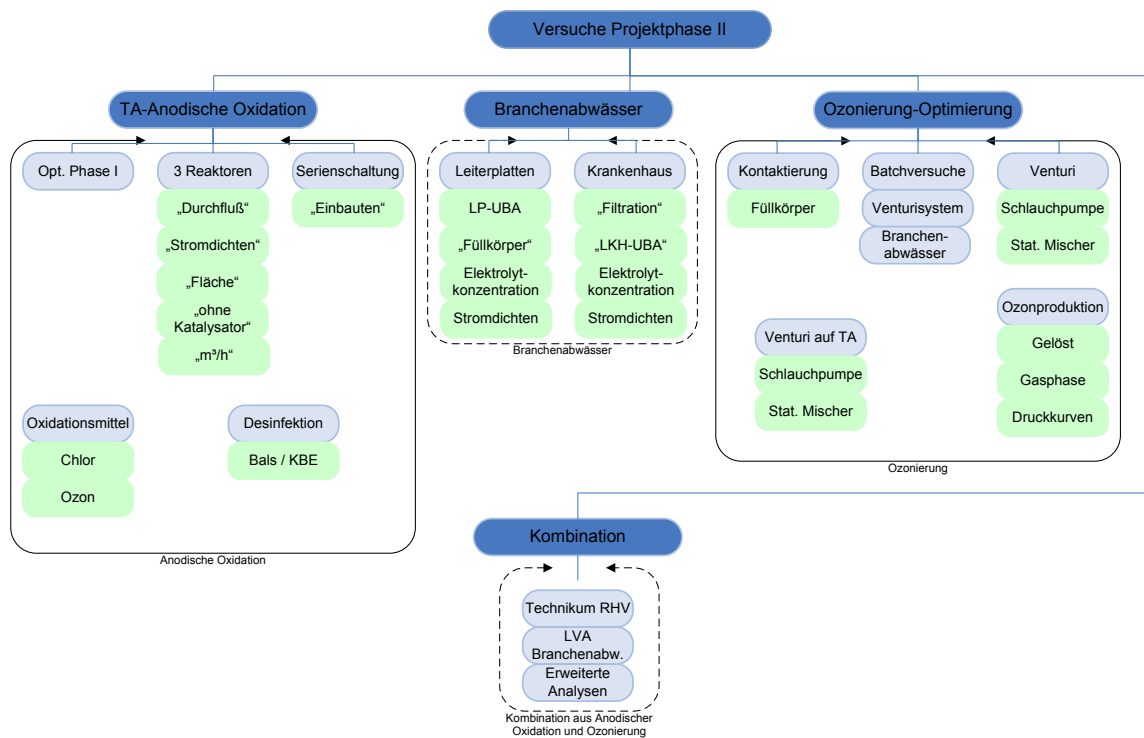 Versuche Projektphase II
TA-Anodische Oxidation
Opt. Phase I
3 Reaktoren
„Durchfluß“
„Stromdichten“
„Fläche“
„ohne
Katalysator“
„m³/h“
Serienschaltung
„Einbauten“
Oxidationsmittel
Chlor
Ozon
Desinfektion
Bals / KBE
Anodische Oxidation
Branchenabwässer
Leiterplatten
LP-UBA
„Füllkörper“
Elektrolyt-
konzentration
Stromdichten
Krankenhaus
„Filtration“
„LKH-UBA“
Elektrolyt-
konzentration
Stromdichten
Branchenabwässer
Ozonierung-Optimierung
Kontaktierung
Füllkörper
Batchversuche
Venturisystem
Branchen-
abwässer
Venturi
Schlauchpumpe
Stat. Mischer
Venturi auf TA
Schlauchpumpe
Stat. Mischer
Ozonproduktion
Gelöst
Gasphase
Druckkurven
Ozonierung
Kombination
Technikum RHV
LVA
Branchenabw.
Erweiterte
Analysen
Kombination aus Anodischer
Oxidation und Ozonierung